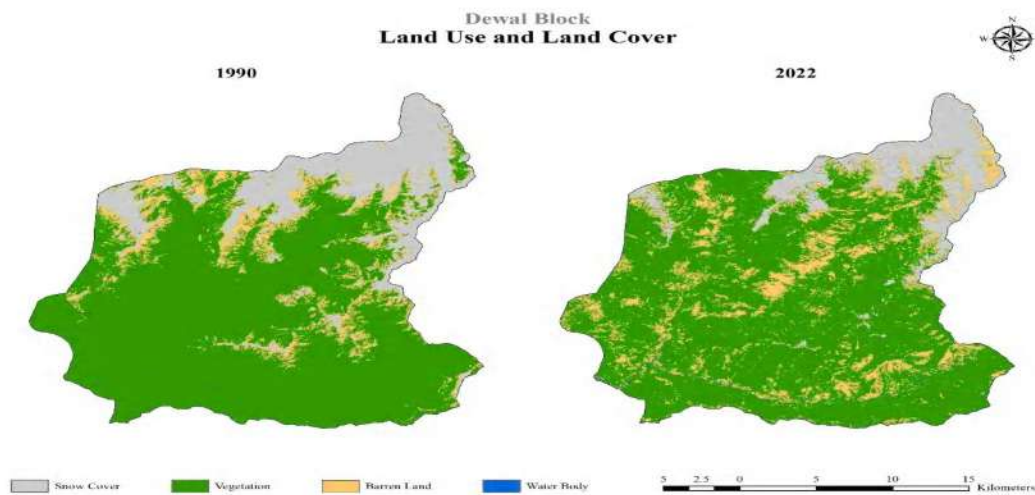 Dewal Block
Land Use and Land Cover
N
W
S
1990
2022
Snow Cover
Vegetation
Barren Land
Water Body
5 2.5 0 5 10 15
Kilometers